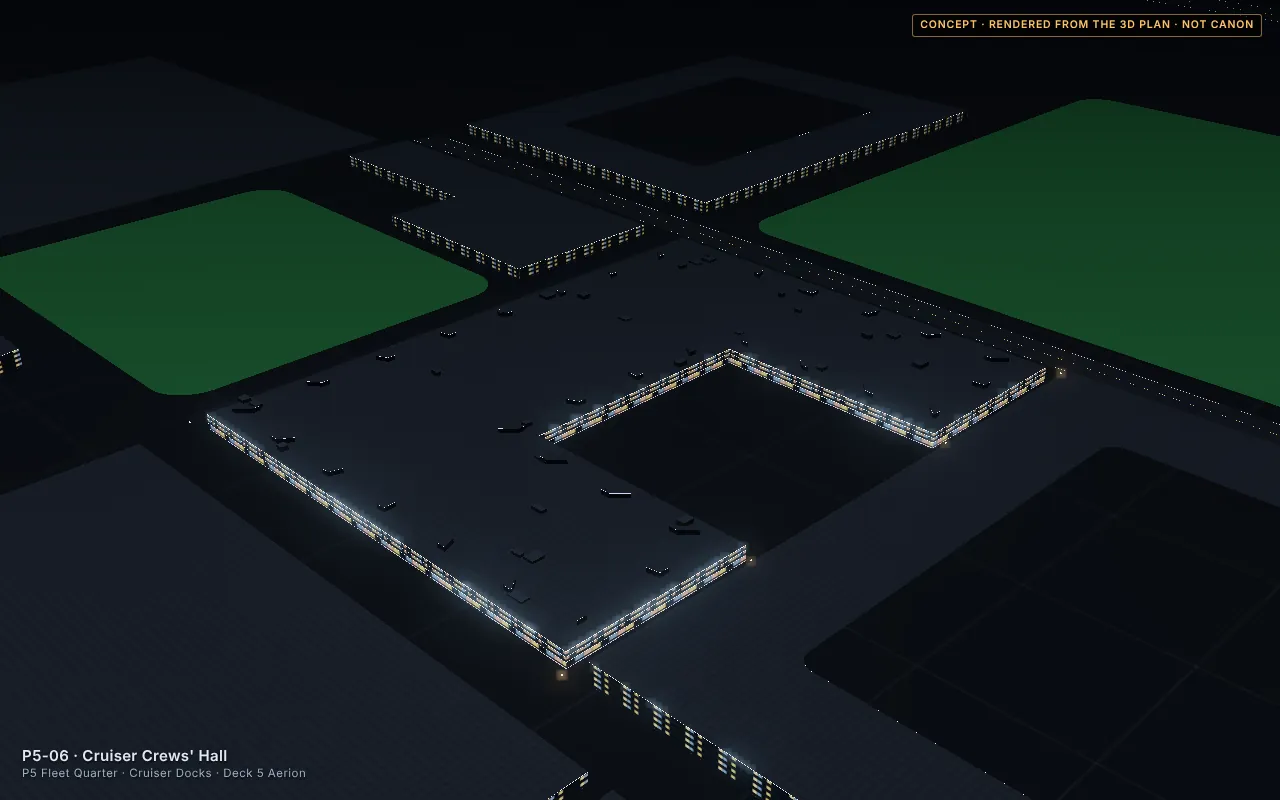 CONCEPT · RENDERED FROM THE 3D PLAN · NOT CANON
P5-06 · Cruiser Crews' Hall
P5 Fleet Quarter · Cruiser Docks · Deck 5 Aerion